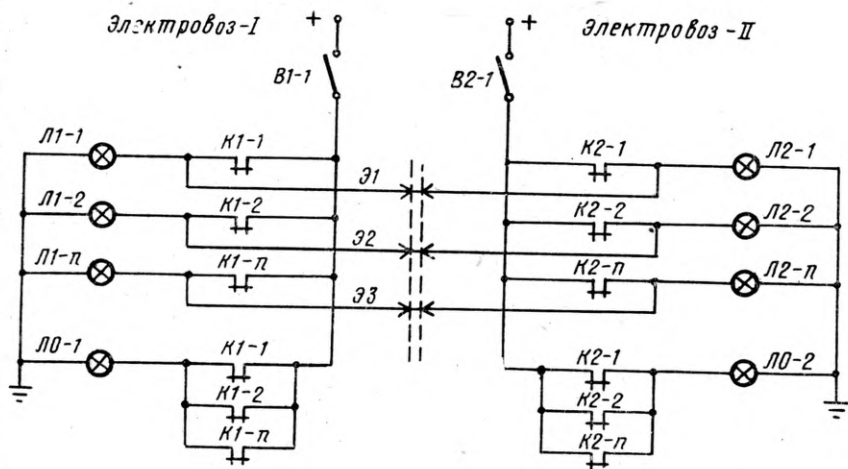 Электровоз-I
+
+
Электровоз-II
В1-1
В2-1
Л1-1
К1-1
К2-1
Л2-1
Э1
Л1-2
К1-2
К2-2
Л2-2
Э2
Л1-n
К1-n
К2-n
Л2-n
Э3
Л0-1
К1-1
К2-1
Л0-2
К1-2
К2-2
К1-n
К2-n